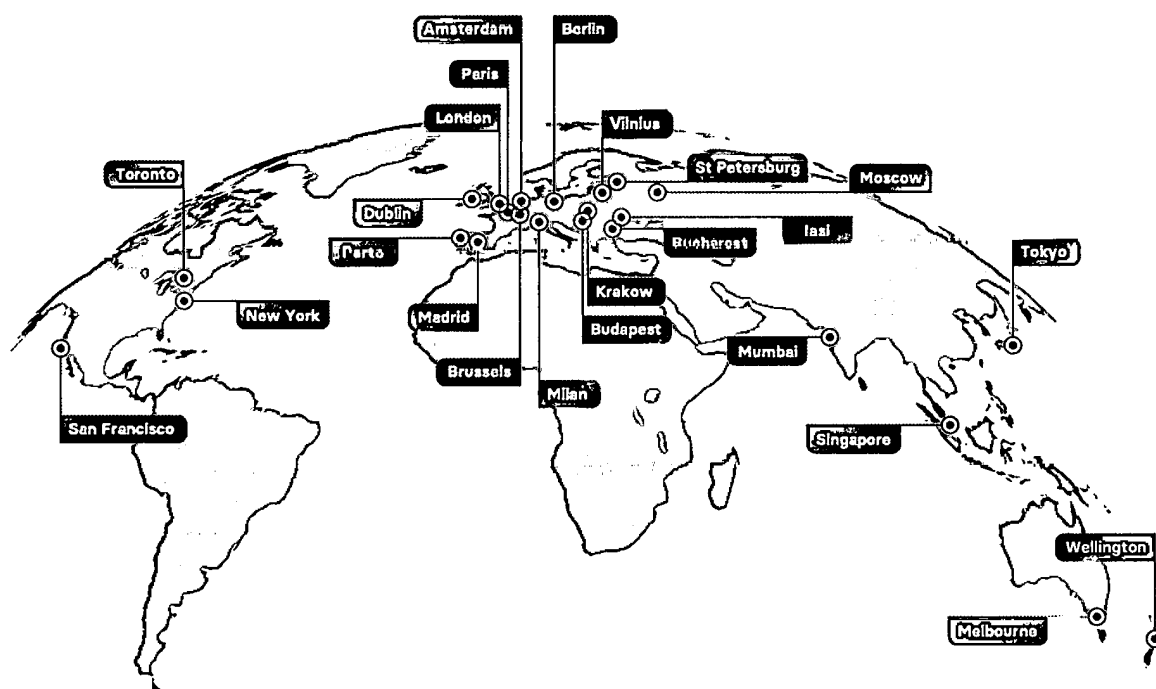 Amsterdam
Berlin
Paris
London
Vilnius
Toronto
St Petersburg
Moscow
Dublin
Iasi
Porto
Bucharest
Tokyo
Krakow
New York
Madrid
Budapest
Mumbai
Brussels
Milan
San Francisco
Singapore
Wellington
Melbourne